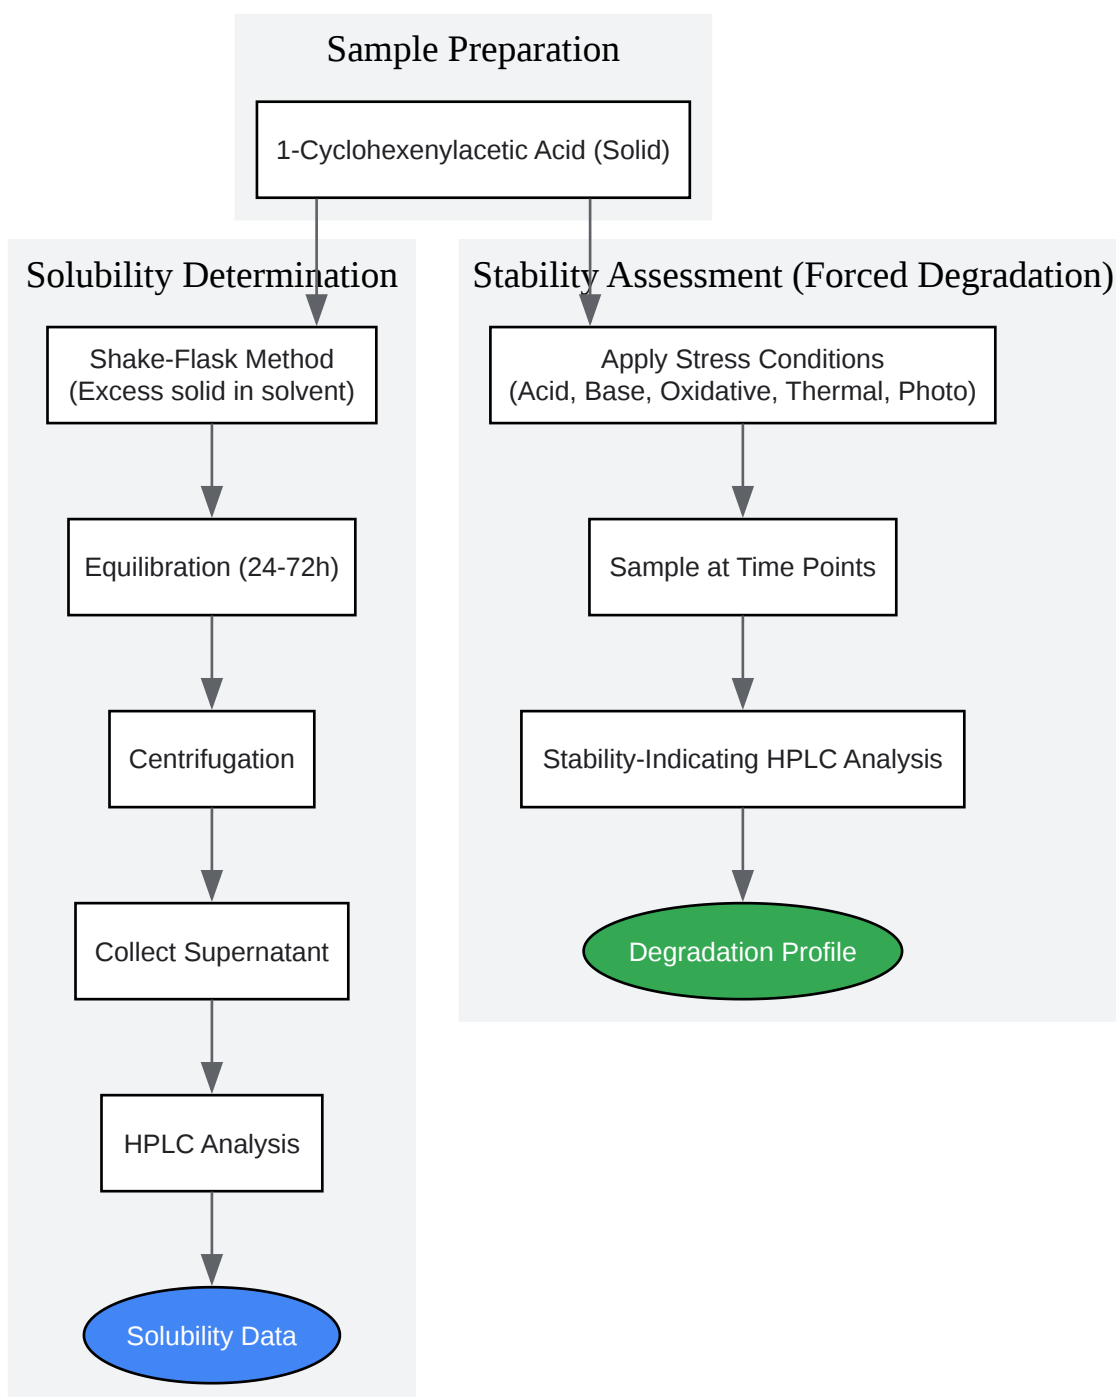 Sample Preparation
1-Cyclohexenylacetic Acid (Solid)
Solubility Determination
Shake-Flask Method
(Excess solid in solvent)
Equilibration (24-72h)
Centrifugation
Collect Supernatant
HPLC Analysis
Solubility Data
Stability Assessment (Forced Degradation)
Apply Stress Conditions
(Acid, Base, Oxidative, Thermal, Photo)
Sample at Time Points
Stability-Indicating HPLC Analysis
Degradation Profile